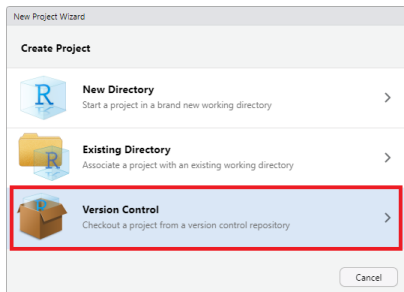 New Project Wizard
Create Project
R
New Directory
Start a project in a brand new working directory
R
Existing Directory
Associate a project with an existing working directory
R
Version Control
Checkout a project from a version control repository
Cancel